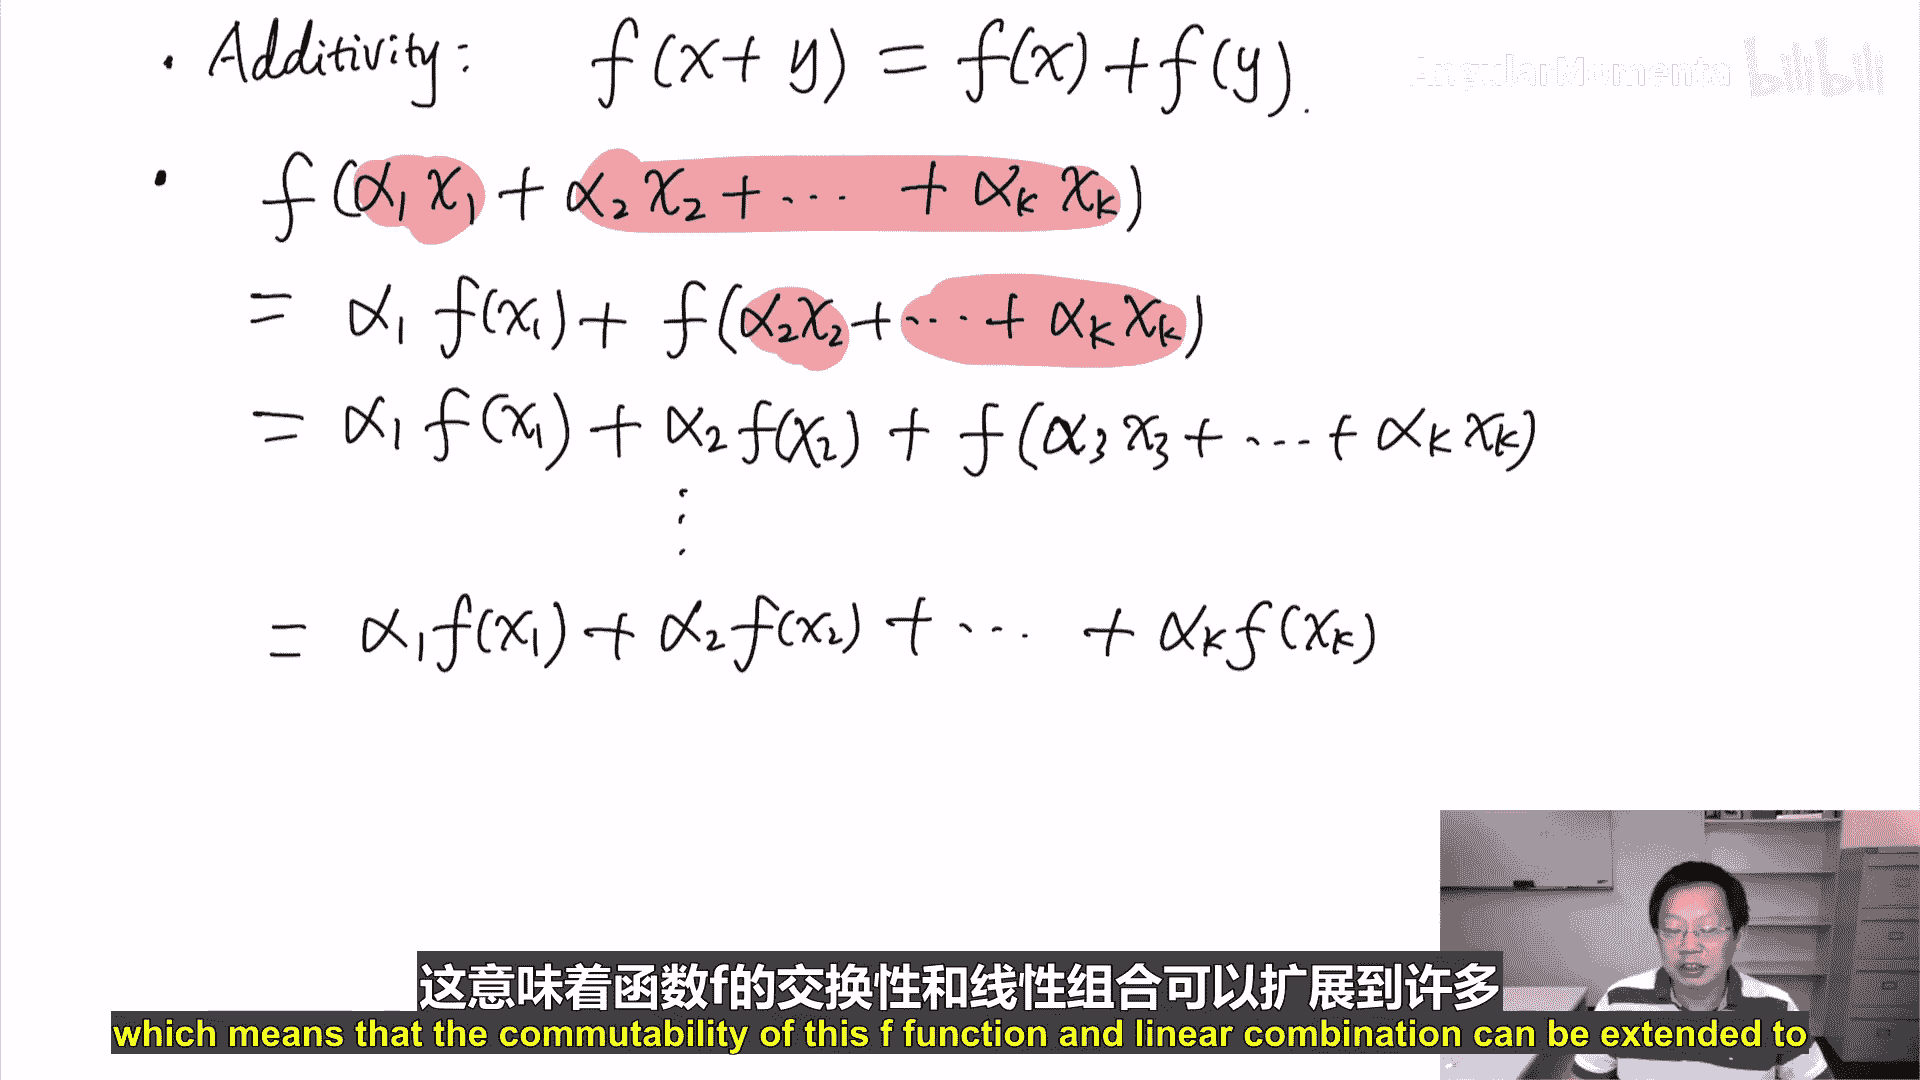 · Additivity: f(x+y) = f(x)+f(y).
AngularMomenta bilibili
· f(α₁x₁ + α₂x₂ + ... + αₖxₖ)
= α₁f(x₁) + f(α₂x₂ + ... + αₖxₖ)
= α₁f(x₁) + α₂f(x₂) + f(α₃x₃ + ... + αₖxₖ)
⋮
= α₁f(x₁) + α₂f(x₂) + ... + αₖf(xₖ)
这意味着函数f的交换性和线性组合可以扩展到许多
which means that the commutability of this f function and linear combination can be extended to